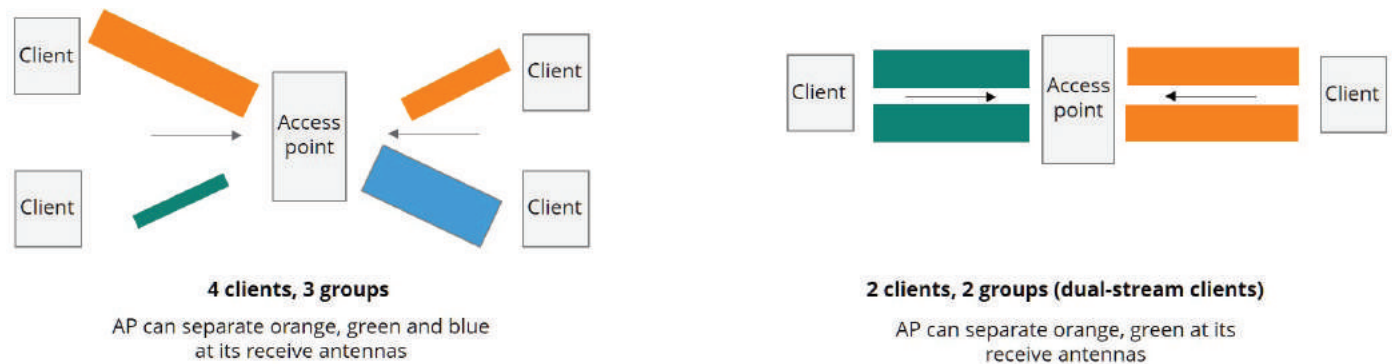 Client
Client
Access
point
Client
Client
4 clients, 3 groups
AP can separate orange, green and blue
at its receive antennas
Client
Access
point
Client
2 clients, 2 groups (dual-stream clients)
AP can separate orange, green at its
receive antennas